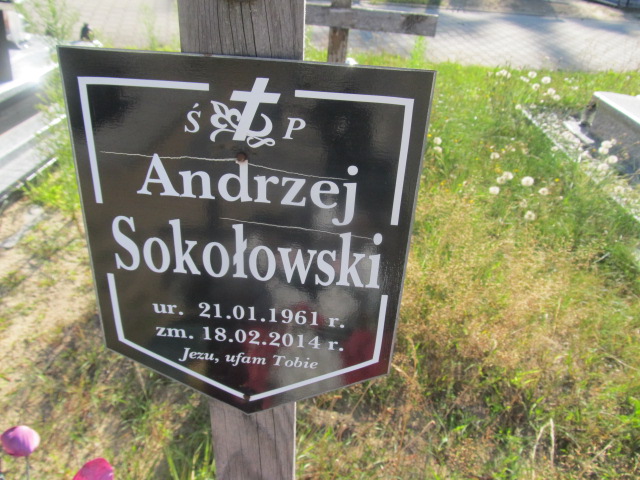 Ś P
Andrzej
Sokołowski
ur. 21.01.1961 r.
zm. 18.02.2014 r.
Jezu, ufam Tobie